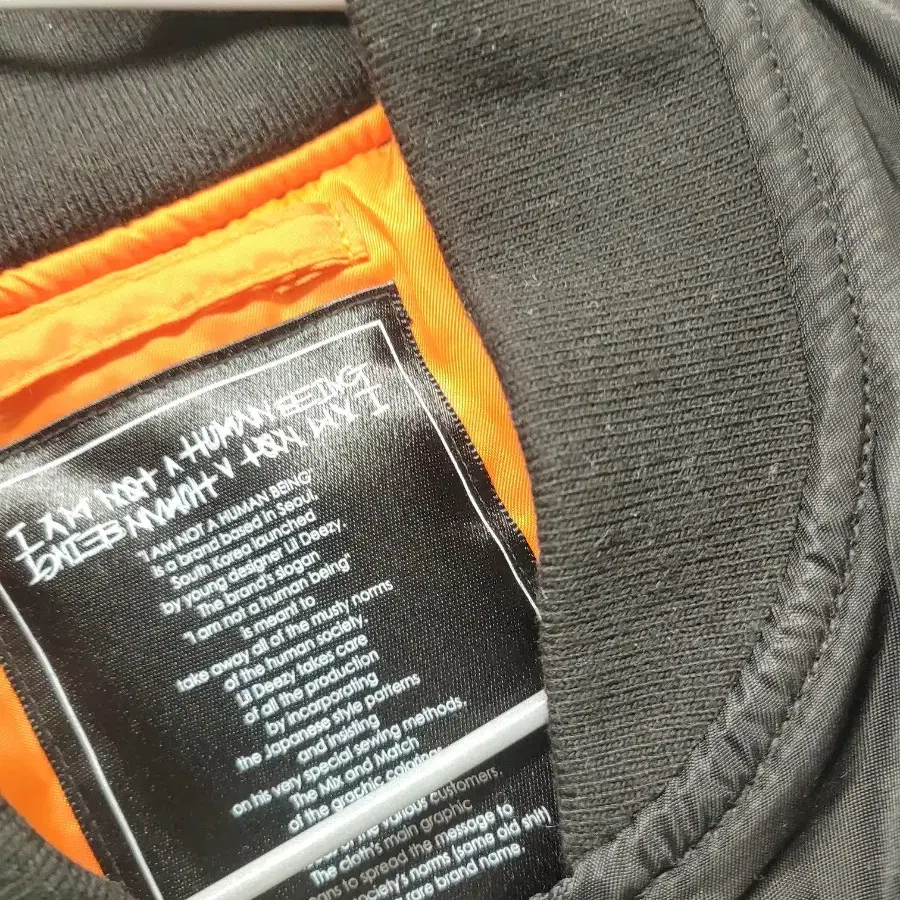 I AM NOT A HUMAN BEING
I AM NOT A HUMAN BEING
"I AM NOT A HUMAN BEING"
is a brand based in Seoul,
South Korea launched
by young designer Lil Deezy.
The brand's slogan
"I am not a human being"
is meant to
take away all of the musty norms
of the human society.
Lil Deezy takes care
of all the production
by incorporating
the Japanese style patterns
and insisting
on his very special sewing methods.
The Mix and Match
of the graphic colorings
of the various customers.
The cloth's main graphic
to spread the message to
society's norms (same old shit)
rare brand name.